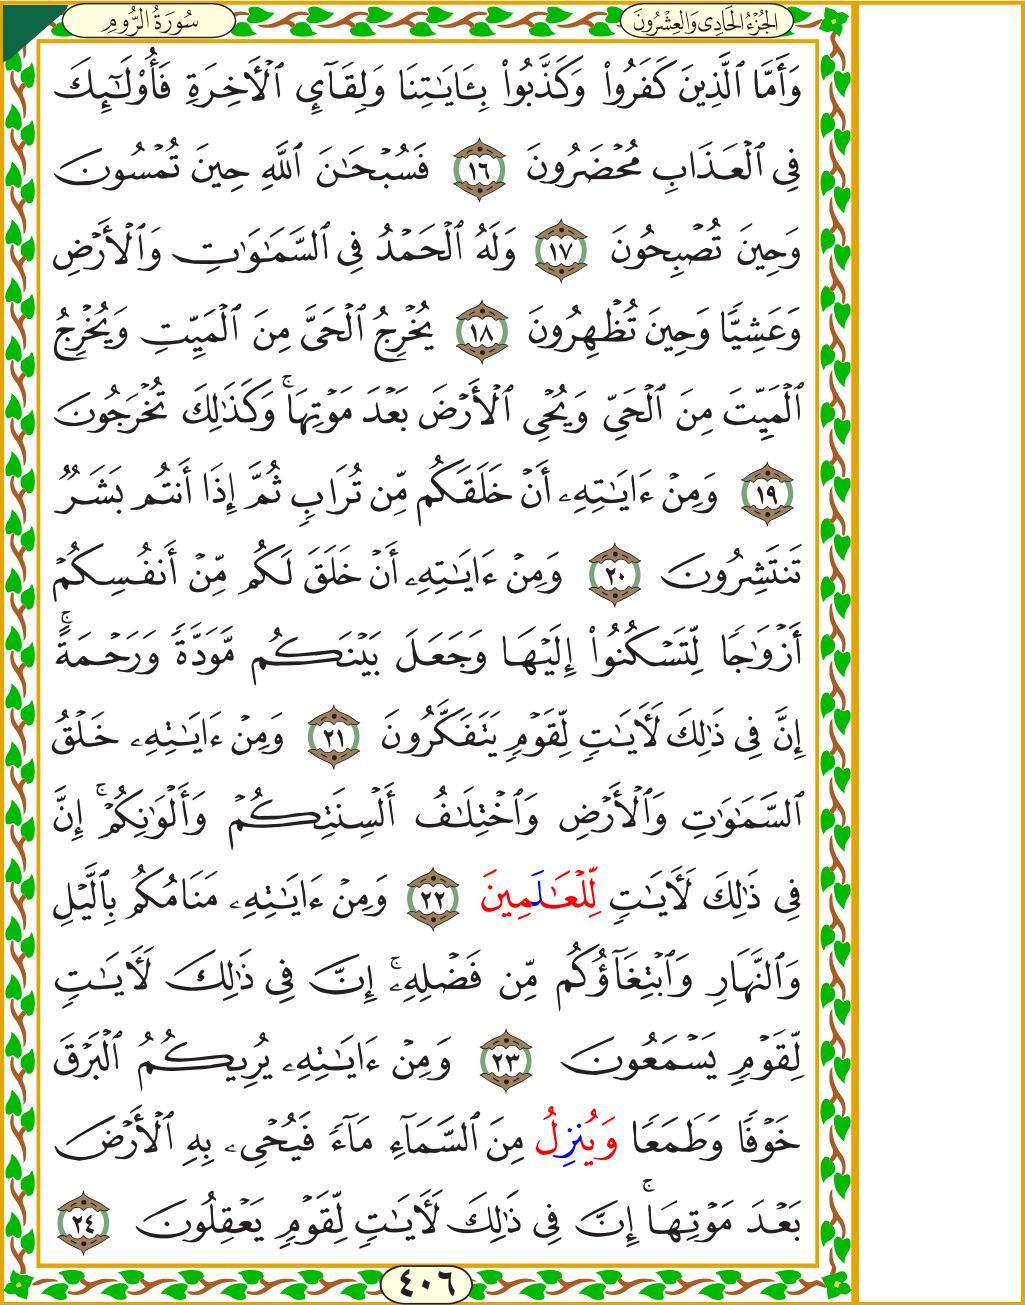 الجُزْءُ الحَادِى وَالعِشْرُونَ
سُورَةُ الرُّومِ
وَأَمَّا ٱلَّذِينَ كَفَرُوا۟ وَكَذَّبُوا۟ بِـَٔايَـٰتِنَا وَلِقَآئِ ٱلْأَخِرَةِ فَأُو۟لَـٰٓئِكَ
فِى ٱلْعَذَابِ مُحْضَرُونَ ١٦ فَسُبْحَـٰنَ ٱللَّهِ حِينَ تُمْسُونَ
وَحِينَ تُصْبِحُونَ ١٧ وَلَهُ ٱلْحَمْدُ فِى ٱلسَّمَـٰوَٰتِ وَٱلْأَرْضِ
وَعَشِيًّا وَحِينَ تُظْهِرُونَ ١٨ يُخْرِجُ ٱلْحَىَّ مِنَ ٱلْمَيِّتِ وَيُخْرِجُ
ٱلْمَيِّتَ مِنَ ٱلْحَىِّ وَيُحْىِ ٱلْأَرْضَ بَعْدَ مَوْتِهَا ۚ وَكَذَٰلِكَ تُخْرَجُونَ
١٩ وَمِنْ ءَايَـٰتِهِۦ أَنْ خَلَقَكُم مِّن تُرَابٍ ثُمَّ إِذَا أَنتُم بَشَرٌ
تَنتَشِرُونَ ٢٠ وَمِنْ ءَايَـٰتِهِۦ أَنْ خَلَقَ لَكُم مِّنْ أَنفُسِكُمْ
أَزْوَٰجًا لِّتَسْكُنُوا۟ إِلَيْهَا وَجَعَلَ بَيْنَكُم مَّوَدَّةً وَرَحْمَةً ۚ
إِنَّ فِى ذَٰلِكَ لَأَيَـٰتٍ لِّقَوْمٍ يَتَفَكَّرُونَ ٢١ وَمِنْ ءَايَـٰتِهِۦ خَلْقُ
ٱلسَّمَـٰوَٰتِ وَٱلْأَرْضِ وَٱخْتِلَـٰفُ أَلْسِنَتِكُمْ وَأَلْوَٰنِكُمْ ۚ إِنَّ
فِى ذَٰلِكَ لَأَيَـٰتٍ لِّلْعَـٰلَمِينَ ٢٢ وَمِنْ ءَايَـٰتِهِۦ مَنَامُكُم بِٱلَّيْلِ
وَٱلنَّهَارِ وَٱبْتِغَآؤُكُم مِّن فَضْلِهِۦ ۚ إِنَّ فِى ذَٰلِكَ لَأَيَـٰتٍ
لِّقَوْمٍ يَسْمَعُونَ ٢٣ وَمِنْ ءَايَـٰتِهِۦ يُرِيكُمُ ٱلْبَرْقَ
خَوْفًا وَطَمَعًا وَيُنزِلُ مِنَ ٱلسَّمَآءِ مَآءً فَيُحْىِۦ بِهِ ٱلْأَرْضَ
بَعْدَ مَوْتِهَا ۚ إِنَّ فِى ذَٰلِكَ لَأَيَـٰتٍ لِّقَوْمٍ يَعْقِلُونَ ٢٤
٤٠٦